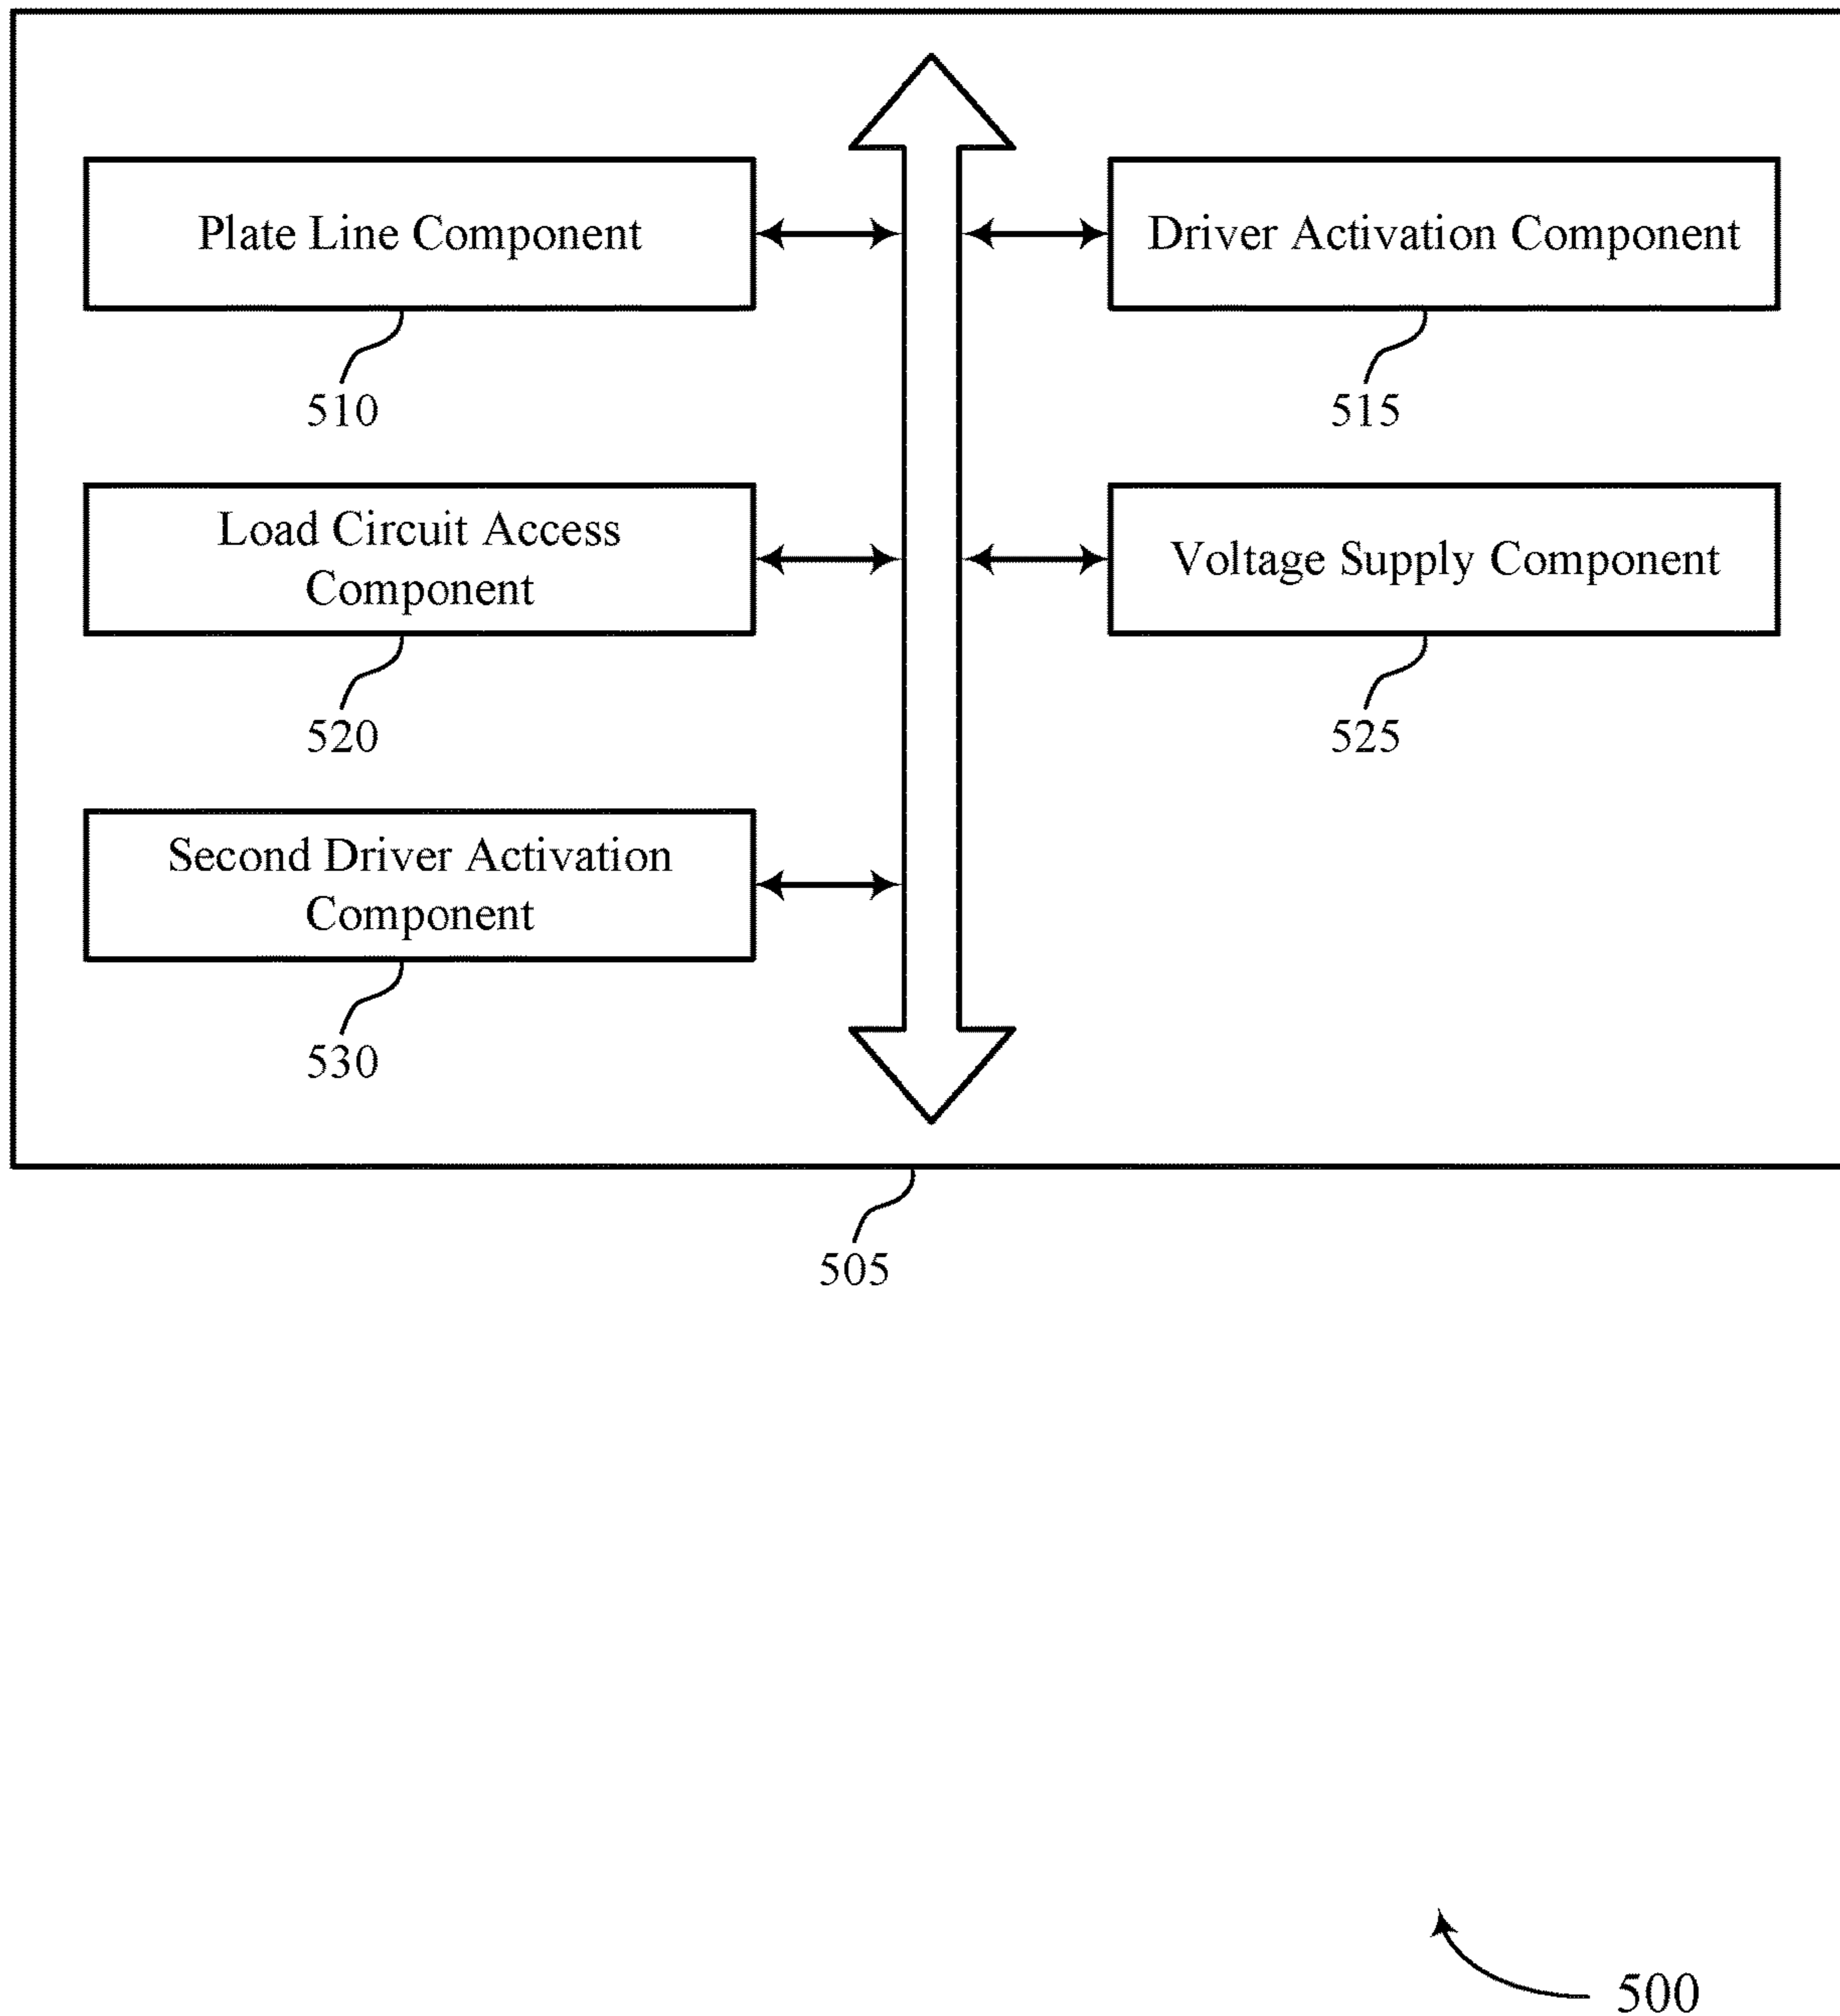 Plate Line Component
510
Driver Activation Component
515
Load Circuit Access
Component
520
Voltage Supply Component
525
Second Driver Activation
Component
530
505
500